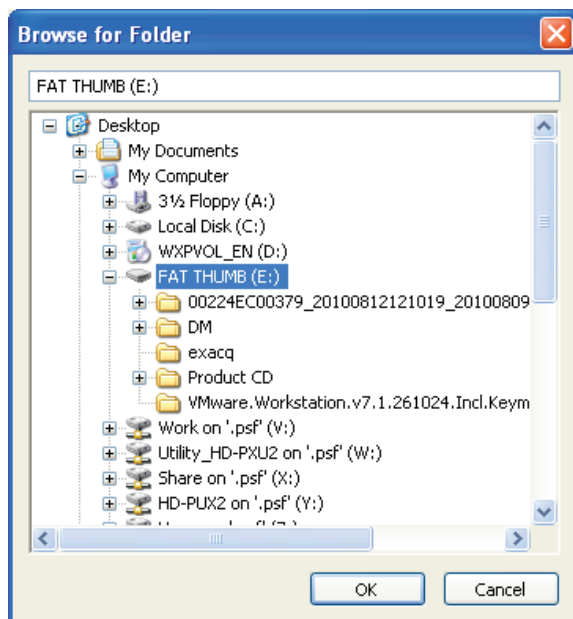 Browse for Folder
FAT THUMB (E:)
Desktop
My Documents
My Computer
3½ Floppy (A:)
Local Disk (C:)
WXPVOL_EN (D:)
FAT THUMB (E:)
00224EC00379_20100812121019_20100809
DM
exacq
Product CD
VMware.Workstation.v7.1.261024.Incl.Keym
Work on '.psf' (V:)
Utility_HD-PXU2 on '.psf' (W:)
Share on '.psf' (X:)
HD-PUX2 on '.psf' (Y:)
OK Cancel